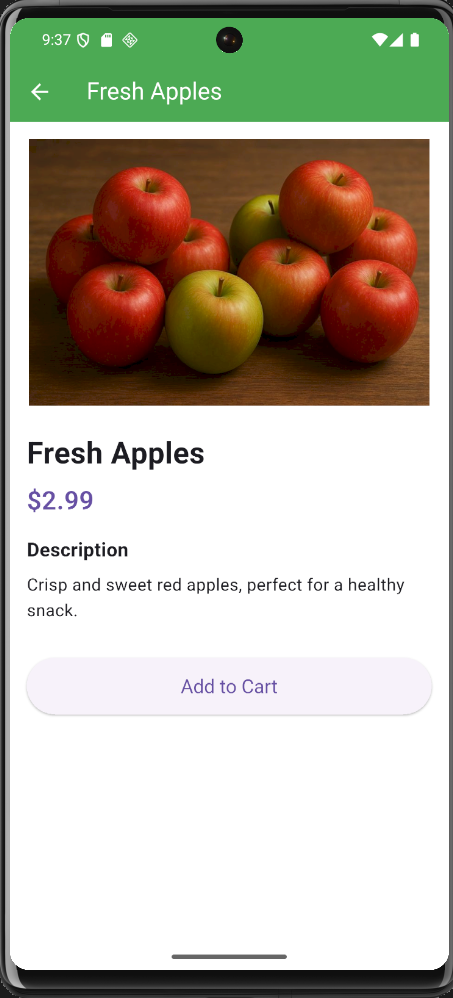 9:37
Fresh Apples
Fresh Apples
$2.99
Description
Crisp and sweet red apples, perfect for a healthy
snack.
Add to Cart